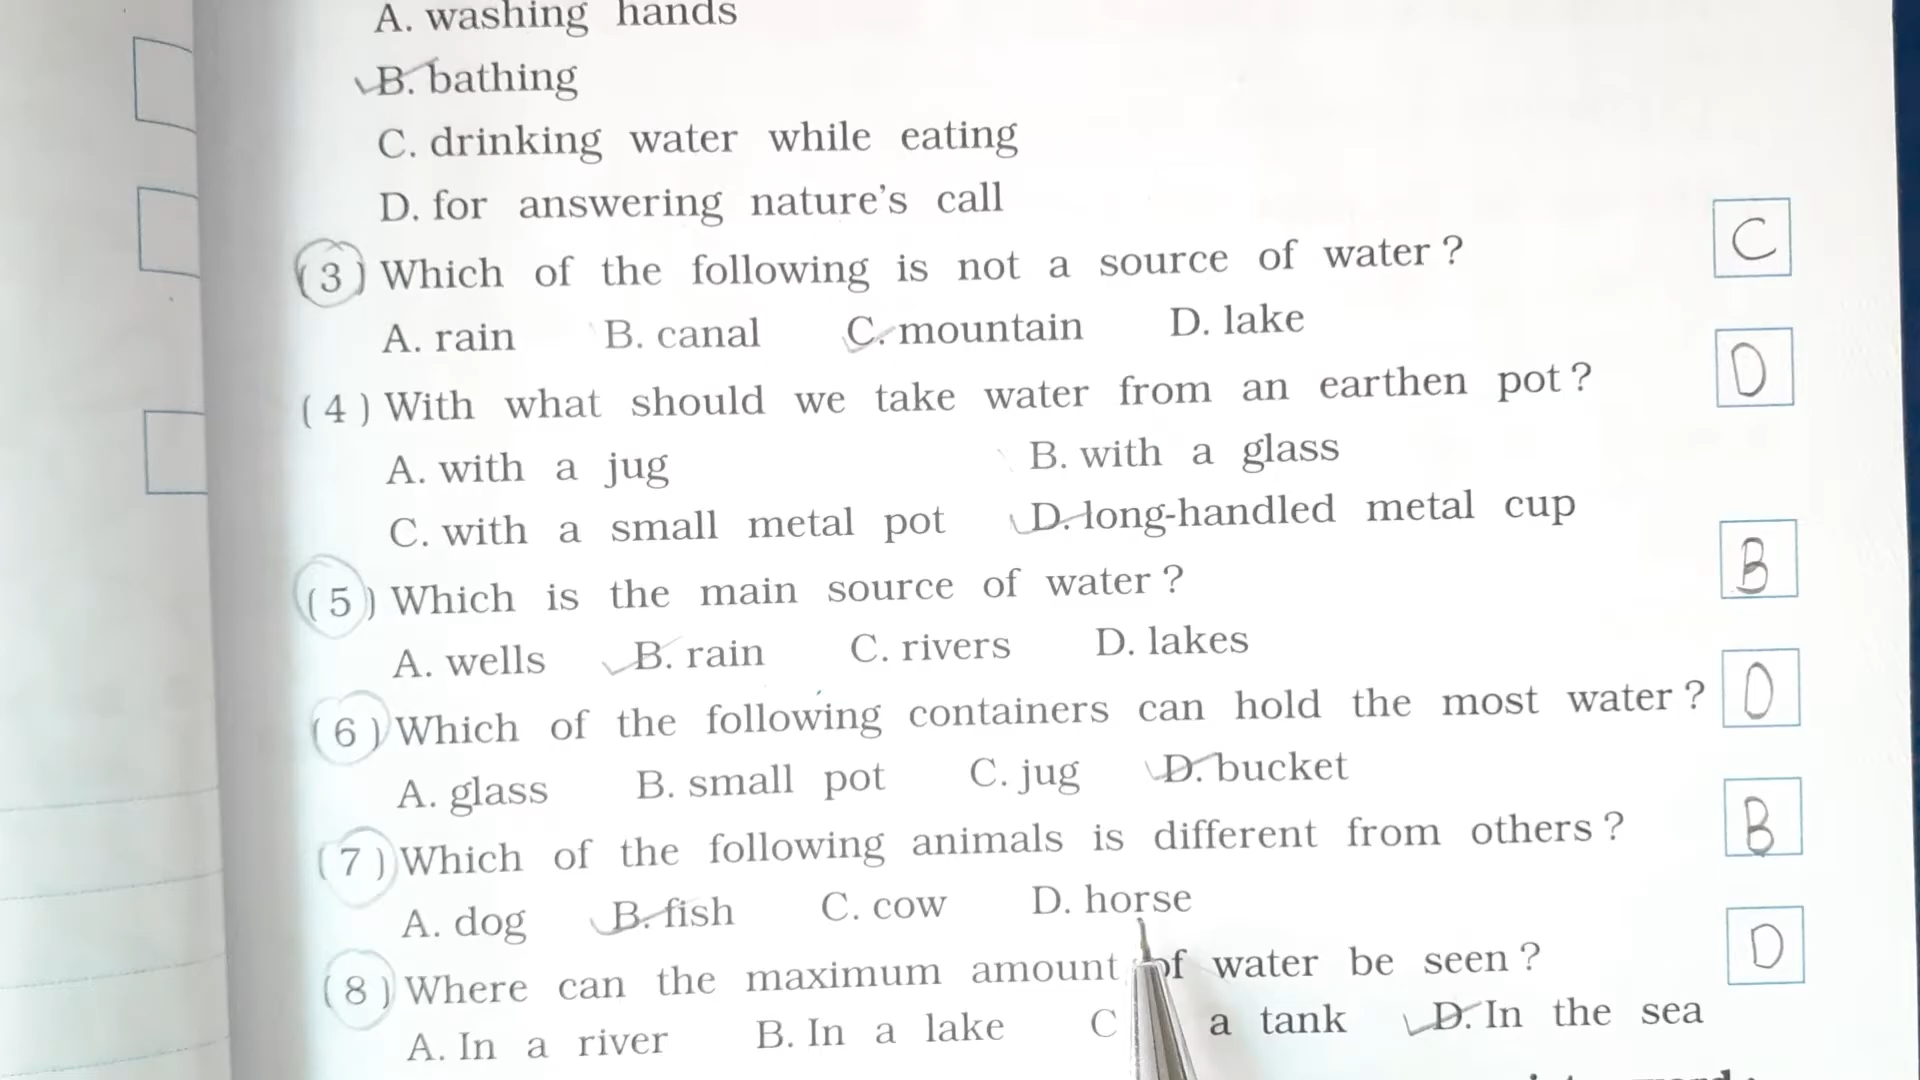 A. washing hands
B. bathing
C. drinking water while eating
D. for answering nature's call
(3) Which of the following is not a source of water? C
A. rain B. canal C. mountain D. lake
(4) With what should we take water from an earthen pot? D
A. with a jug B. with a glass
C. with a small metal pot D. long-handled metal cup
(5) Which is the main source of water? B
A. wells B. rain C. rivers D. lakes
(6) Which of the following containers can hold the most water? D
A. glass B. small pot C. jug D. bucket
(7) Which of the following animals is different from others? B
A. dog B. fish C. cow D. horse
(8) Where can the maximum amount of water be seen? D
A. In a river B. In a lake C a tank D. In the sea